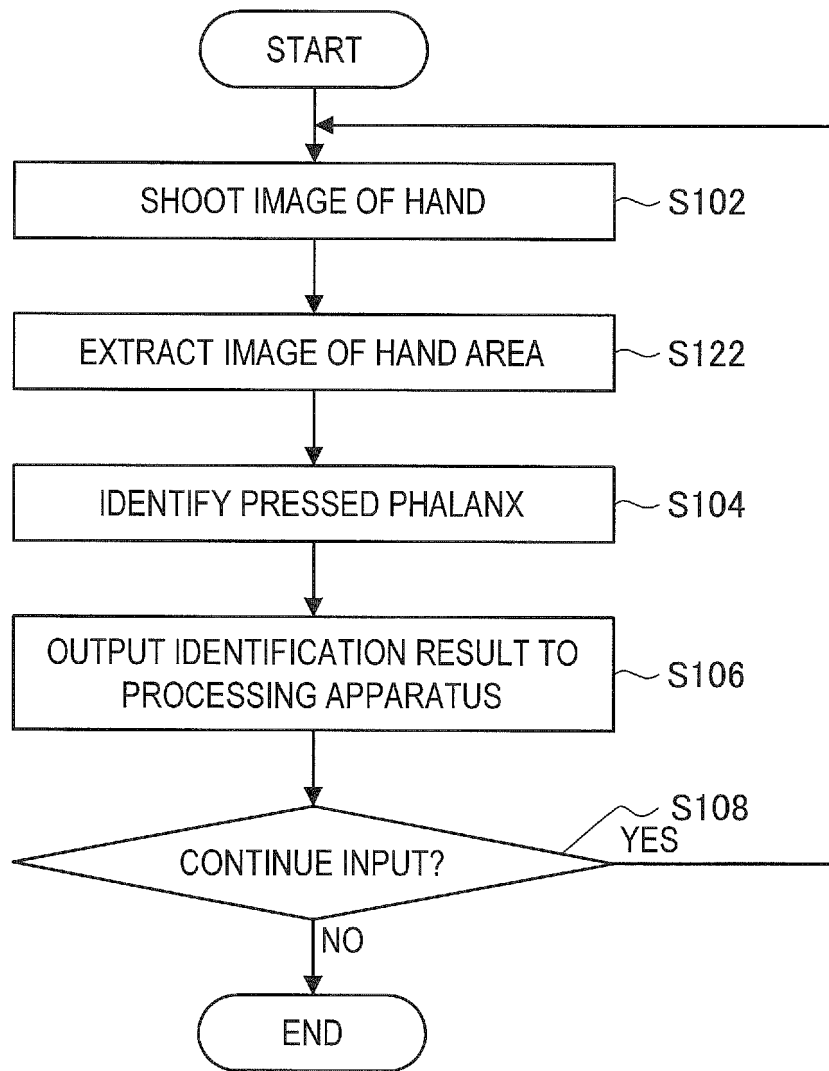 START
SHOOT IMAGE OF HAND
S102
EXTRACT IMAGE OF HAND AREA
S122
IDENTIFY PRESSED PHALANX
S104
OUTPUT IDENTIFICATION RESULT TO
PROCESSING APPARATUS
S106
S108
CONTINUE INPUT?
YES
NO
END